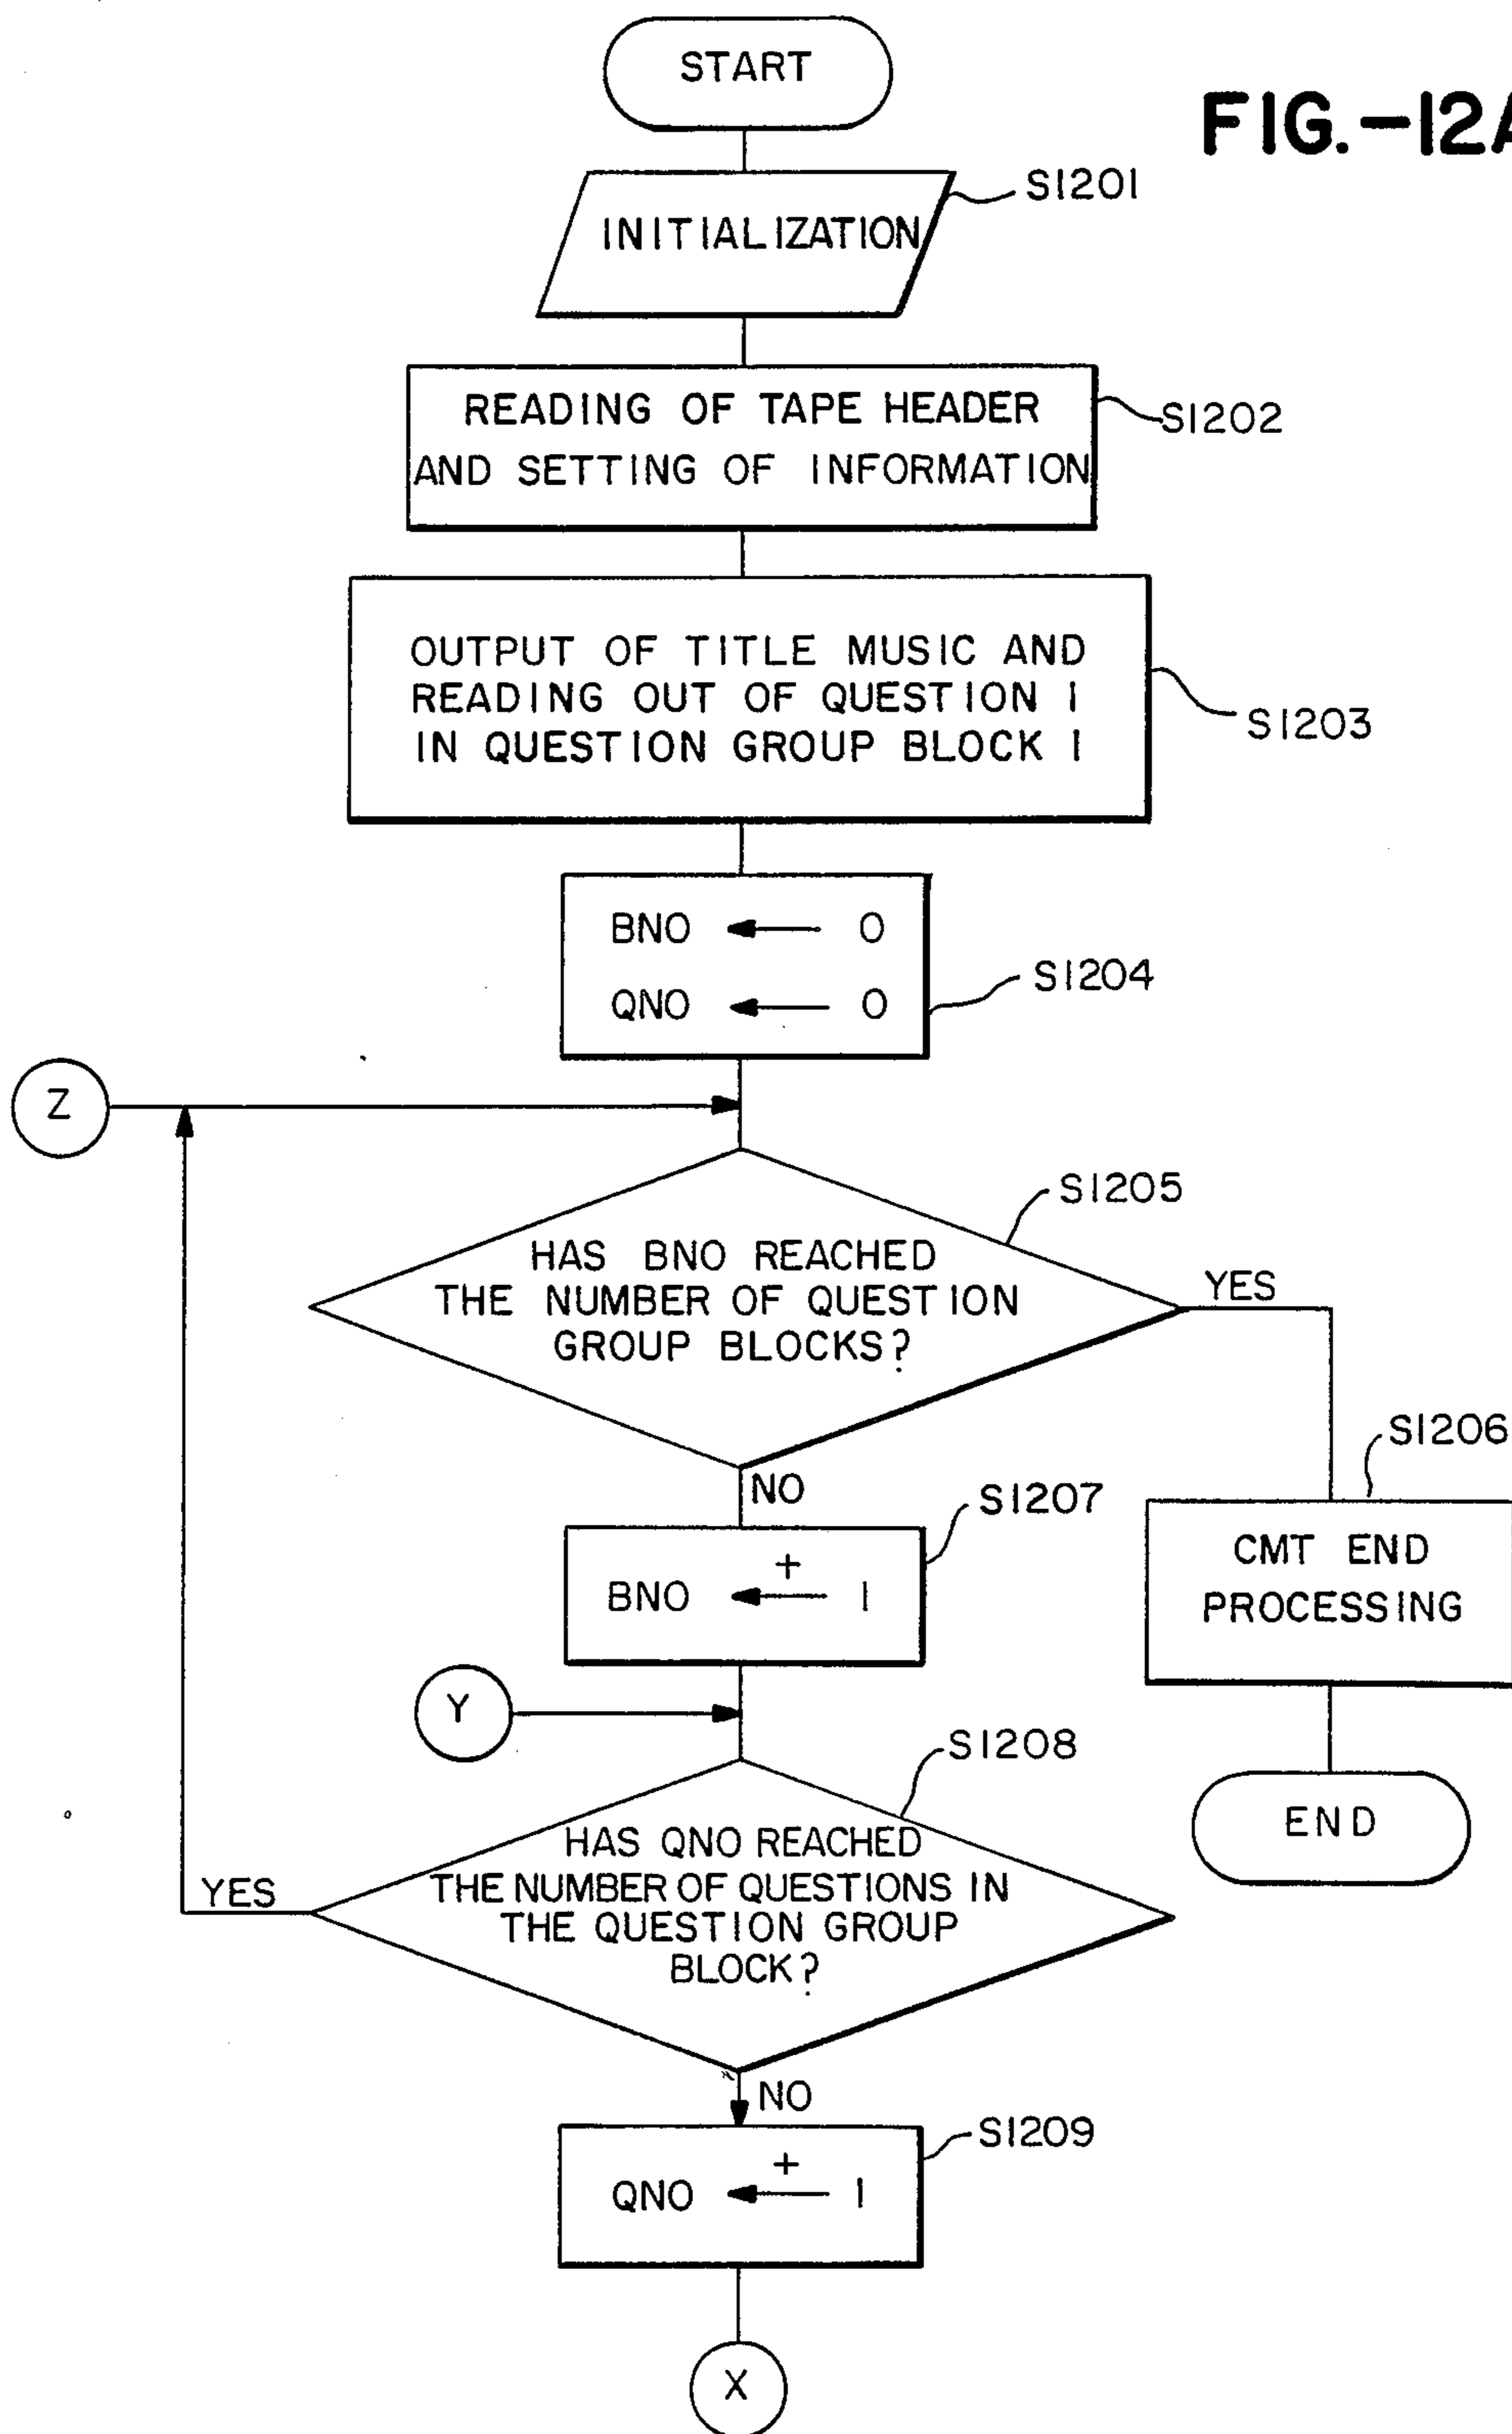 START
FIG.-12A
INITIALIZATION
S1201
READING OF TAPE HEADER
AND SETTING OF INFORMATION
S1202
OUTPUT OF TITLE MUSIC AND
READING OUT OF QUESTION 1
IN QUESTION GROUP BLOCK 1
S1203
BNO ← 0
QNO ← 0
S1204
Z
S1205
HAS BNO REACHED
THE NUMBER OF QUESTION
GROUP BLOCKS?
YES
S1206
NO
S1207
BNO +← 1
CMT END
PROCESSING
Y
S1208
END
HAS QNO REACHED
THE NUMBER OF QUESTIONS IN
THE QUESTION GROUP
BLOCK?
YES
NO
S1209
QNO +← 1
X